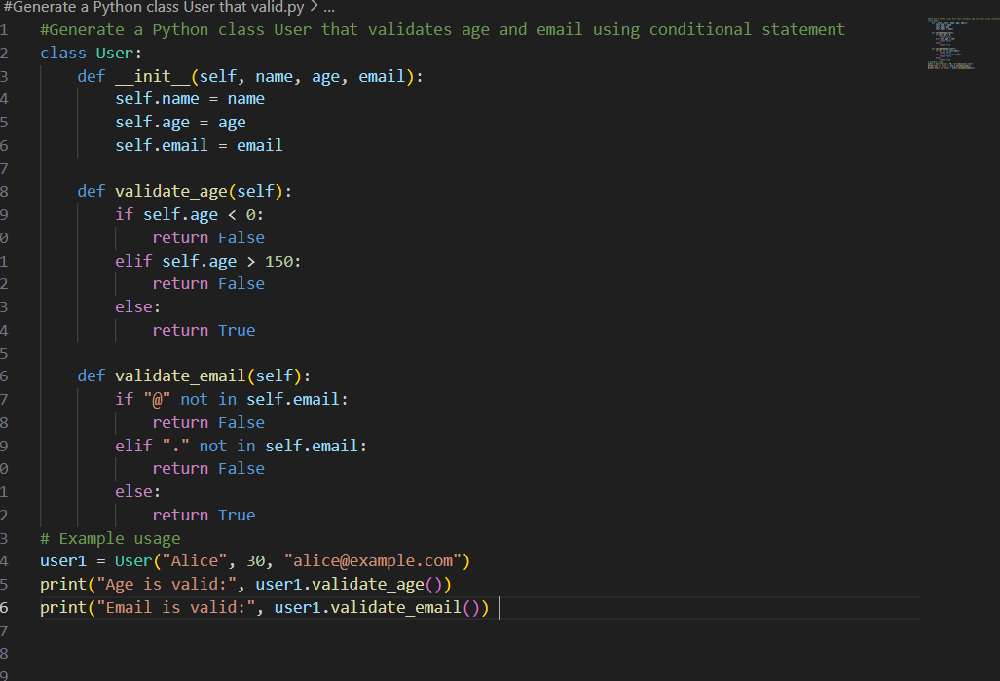 #Generate a Python class User that valid.py > ...
1 #Generate a Python class User that validates age and email using conditional statement
2 class User:
3     def __init__(self, name, age, email):
4         self.name = name
5         self.age = age
6         self.email = email
7
8     def validate_age(self):
9         if self.age < 0:
0             return False
1         elif self.age > 150:
2             return False
3         else:
4             return True
5
6     def validate_email(self):
7         if "@" not in self.email:
8             return False
9         elif "." not in self.email:
0             return False
1         else:
2             return True
3 # Example usage
4 user1 = User("Alice", 30, "alice@example.com")
5 print("Age is valid:", user1.validate_age())
6 print("Email is valid:", user1.validate_email())
7
8
9